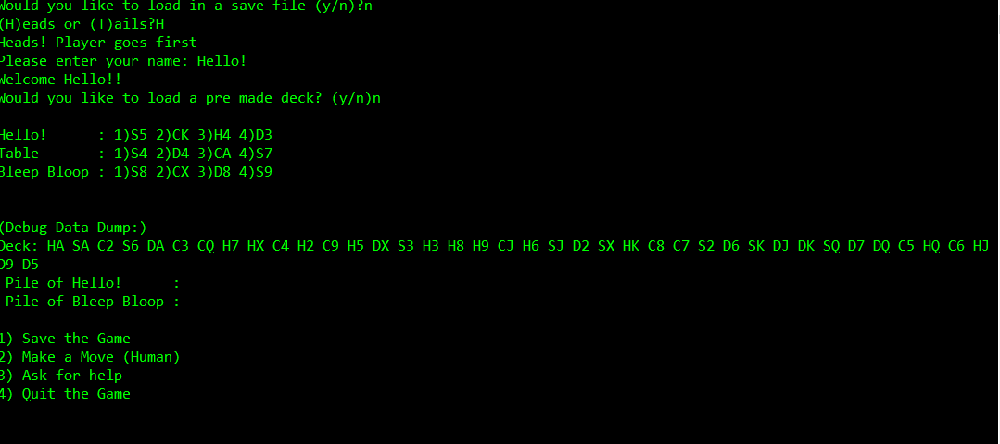 Would you like to load in a save file (y/n)?n
(H)eads or (T)ails?H
Heads! Player goes first
Please enter your name: Hello!
Welcome Hello!!
Would you like to load a pre made deck? (y/n)n
Hello!      : 1)S5 2)CK 3)H4 4)D3
Table       : 1)S4 2)D4 3)CA 4)S7
Bleep Bloop : 1)S8 2)CX 3)D8 4)S9
(Debug Data Dump:)
Deck: HA SA C2 S6 DA C3 CQ H7 HX C4 H2 C9 H5 DX S3 H3 H8 H9 CJ H6 SJ D2 SX HK C8 C7 S2 D6 SK DJ DK SQ D7 DQ C5 HQ C6 HJ
D9 D5
Pile of Hello!      :
Pile of Bleep Bloop :
1) Save the Game
2) Make a Move (Human)
3) Ask for help
4) Quit the Game